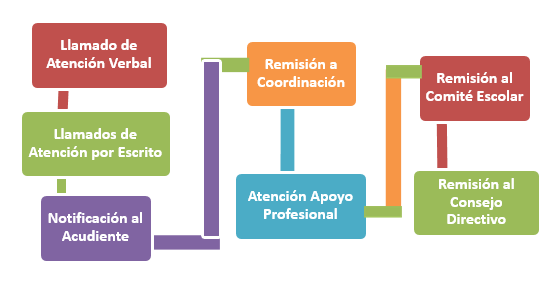 Llamado de
Atención Verbal
Llamados de
Atención por Escrito
Notificación al
Acudiente
Remisión a
Coordinación
Atención Apoyo
Profesional
Remisión al
Comité Escolar
Remisión al
Consejo
Directivo